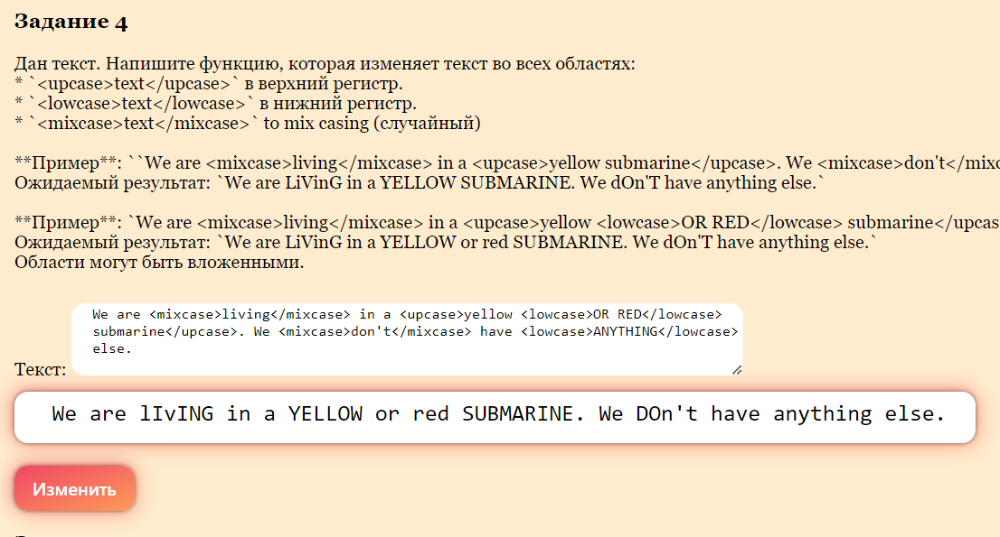 Задание 4
Дан текст. Напишите функцию, которая изменяет текст во всех областях:
* `<upcase>text</upcase>` в верхний регистр.
* `<lowcase>text</lowcase>` в нижний регистр.
* `<mixcase>text</mixcase>` to mix casing (случайный)
**Пример**: ``We are <mixcase>living</mixcase> in a <upcase>yellow submarine</upcase>. We <mixcase>don't</mixc
Ожидаемый результат: `We are LiVinG in a YELLOW SUBMARINE. We dOn'T have anything else.`
**Пример**: `We are <mixcase>living</mixcase> in a <upcase>yellow <lowcase>OR RED</lowcase> submarine</upcas
Ожидаемый результат: `We are LiVinG in a YELLOW or red SUBMARINE. We dOn'T have anything else.`
Области могут быть вложенными.
We are <mixcase>living</mixcase> in a <upcase>yellow <lowcase>OR RED</lowcase>
submarine</upcase>. We <mixcase>don't</mixcase> have <lowcase>ANYTHING</lowcase>
else.
Текст:
We are lIvING in a YELLOW or red SUBMARINE. We DOn't have anything else.
Изменить